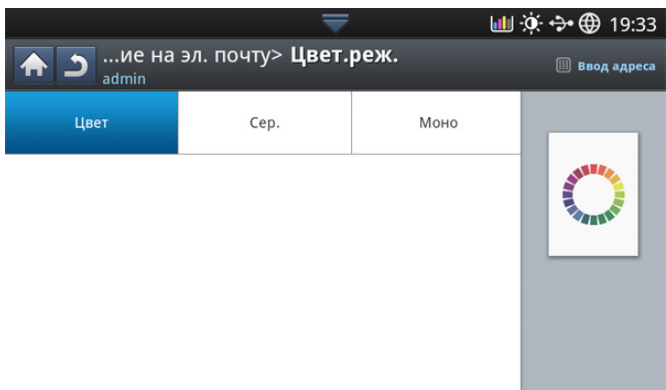 19:33
...ие на эл. почту> Цвет.реж.
admin
Ввод адреса
Цвет
Сер.
Моно